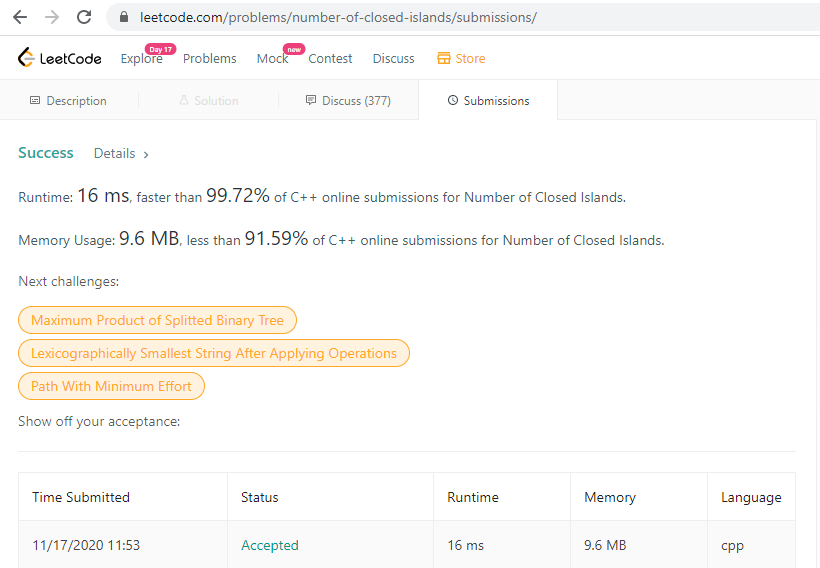 leetcode.com/problems/number-of-closed-islands/submissions/
LeetCode Explore Day 17 Problems Mock new Contest Discuss Store
Description Solution Discuss (377) Submissions
Success Details
Runtime: 16 ms, faster than 99.72% of C++ online submissions for Number of Closed Islands.
Memory Usage: 9.6 MB, less than 91.59% of C++ online submissions for Number of Closed Islands.
Next challenges:
Maximum Product of Splitted Binary Tree
Lexicographically Smallest String After Applying Operations
Path With Minimum Effort
Show off your acceptance:
Time Submitted Status Runtime Memory Language
11/17/2020 11:53 Accepted 16 ms 9.6 MB cpp